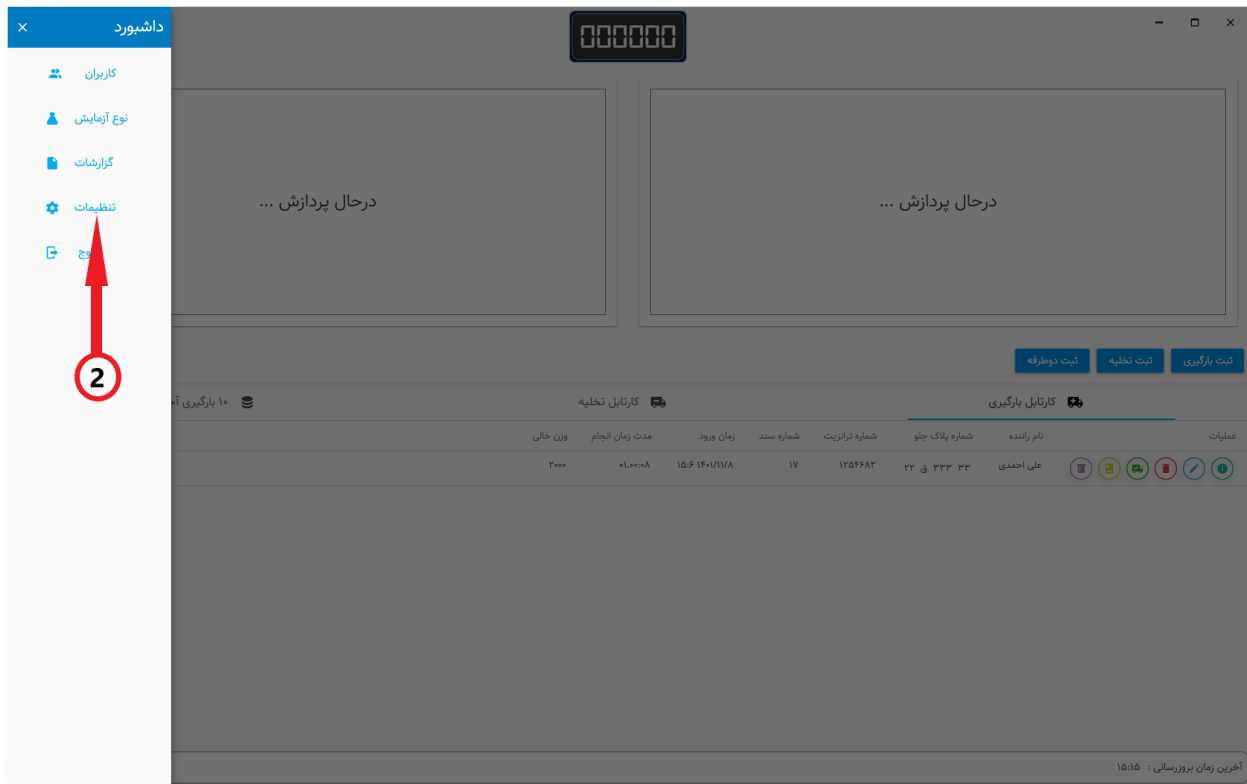 داشبورد
کاربران
نوع آزمایش
گزارشات
تنظیمات
2
000000
درحال پردازش ...
درحال پردازش ...
ثبت بارگیری
ثبت تخلیه
ثبت دوطرفه
کارتابل بارگیری
کارتابل تخلیه
۱۰ بارگیری
عملیات نام راننده شماره پلاک جلو شماره ترانزیت شماره سند زمان ورود مدت زمان انجام وزن خالی
علی احمدی ۳۳ ۳۳۳ ق ۲۲ ۱۲۵۴۶۸۲ ۱۷ ۱۴۰۱/۱۱/۸ ۱۵:۶ ۰۱.۰۰:۰۸ ۲۰۰۰
آخرین زمان بروزرسانی : ۱۵:۱۵